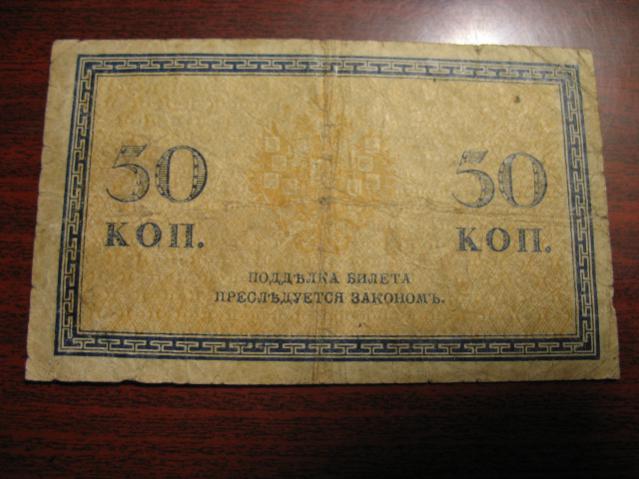 50 50
КОП. КОП.
ПОДДѢЛКА БИЛЕТА
ПРЕСЛѢДУЕТСЯ ЗАКОНОМЪ.